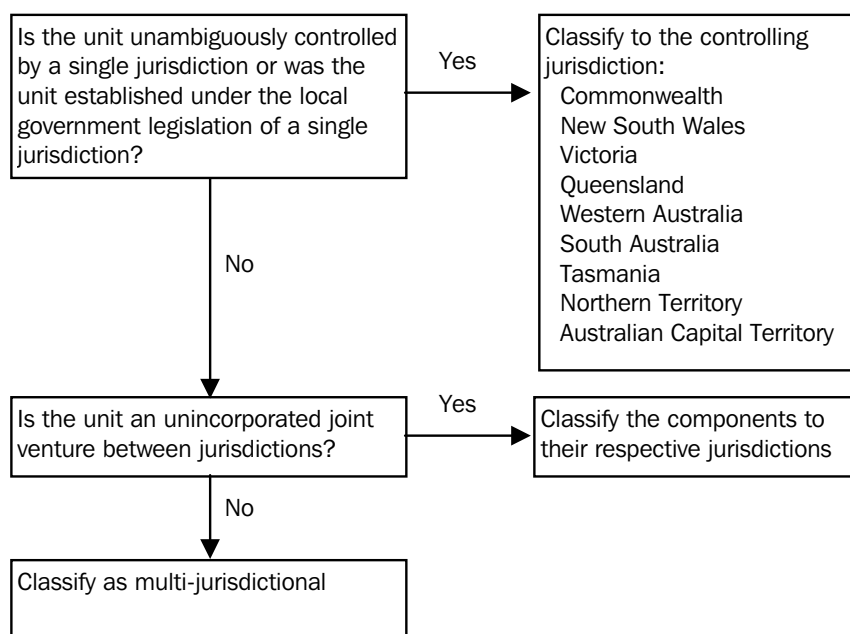 Is the unit unambiguously controlled
by a single jurisdiction or was the
unit established under the local
government legislation of a single
jurisdiction?
Yes
Classify to the controlling
jurisdiction:
Commonwealth
New South Wales
Victoria
Queensland
Western Australia
South Australia
Tasmania
Northern Territory
Australian Capital Territory
No
Is the unit an unincorporated joint
venture between jurisdictions?
Yes
Classify the components to
their respective jurisdictions
No
Classify as multi-jurisdictional